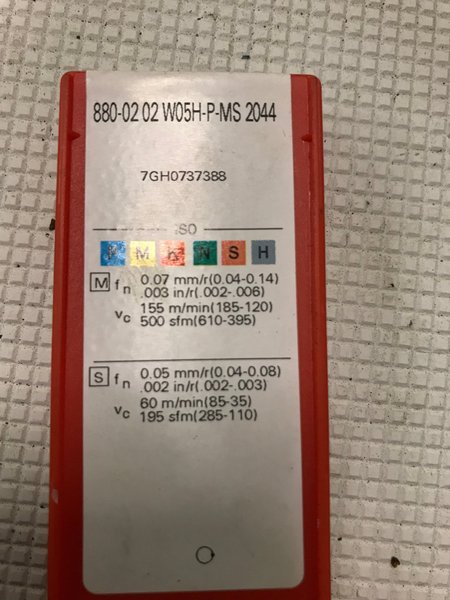 880-02 02 W05H-P-MS 2044
7GH0737388
ISO
P M K N S H
M fn 0.07 mm/r(0.04-0.14)
.003 in/r(.002-.006)
vc 155 m/min(185-120)
500 sfm(610-395)
S fn 0.05 mm/r(0.04-0.08)
.002 in/r(.002-.003)
vc 60 m/min(85-35)
195 sfm(285-110)